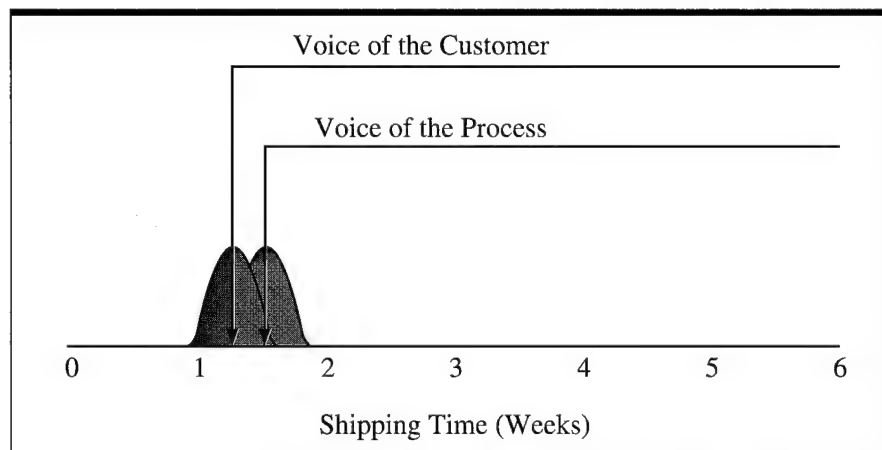 Voice of the Customer
Voice of the Process
0 1 2 3 4 5 6
Shipping Time (Weeks)